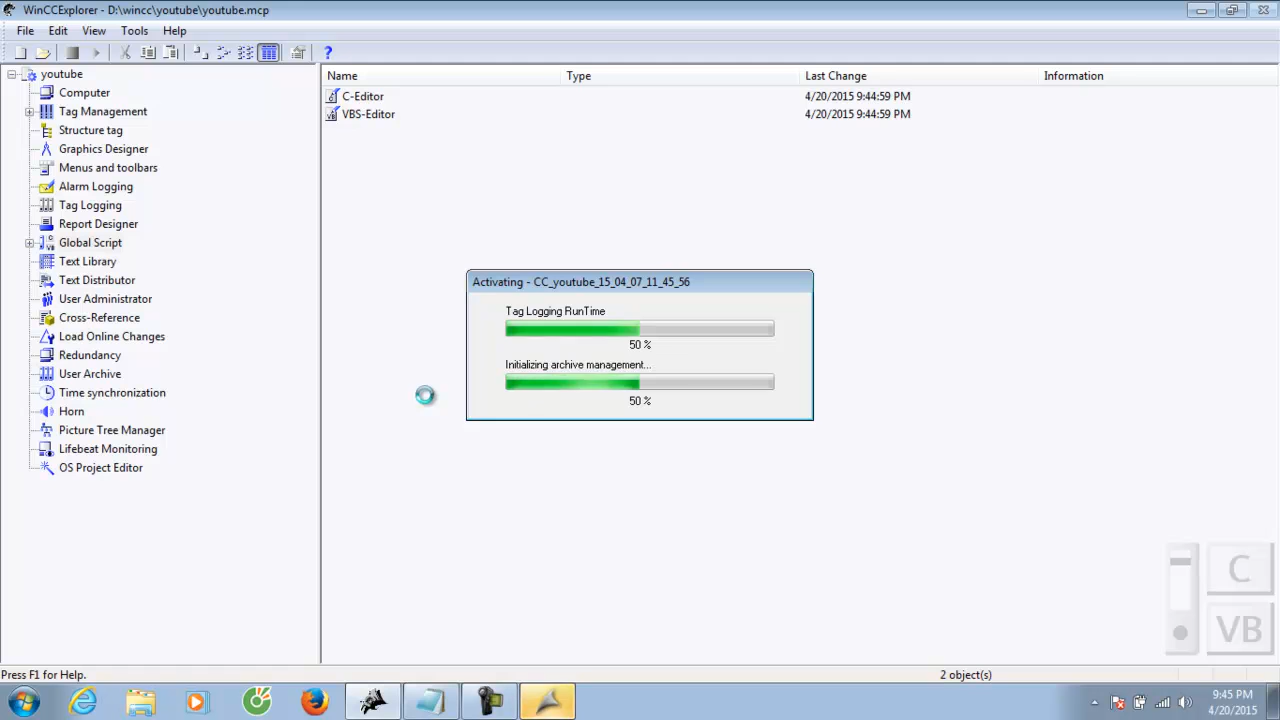 WinCCExplorer - D:\wincc\youtube\youtube.mcp
File Edit View Tools Help
youtube
Computer
Tag Management
Structure tag
Graphics Designer
Menus and toolbars
Alarm Logging
Tag Logging
Report Designer
Global Script
Text Library
Text Distributor
User Administrator
Cross-Reference
Load Online Changes
Redundancy
User Archive
Time synchronization
Horn
Picture Tree Manager
Lifebeat Monitoring
OS Project Editor
Name Type Last Change Information
C-Editor 4/20/2015 9:44:59 PM
VBS-Editor 4/20/2015 9:44:59 PM
Activating - CC_youtube_15_04_07_11_45_56
Tag Logging RunTime
50 %
Initializing archive management...
50 %
C
VB
Press F1 for Help. 2 object(s)
9:45 PM
4/20/2015